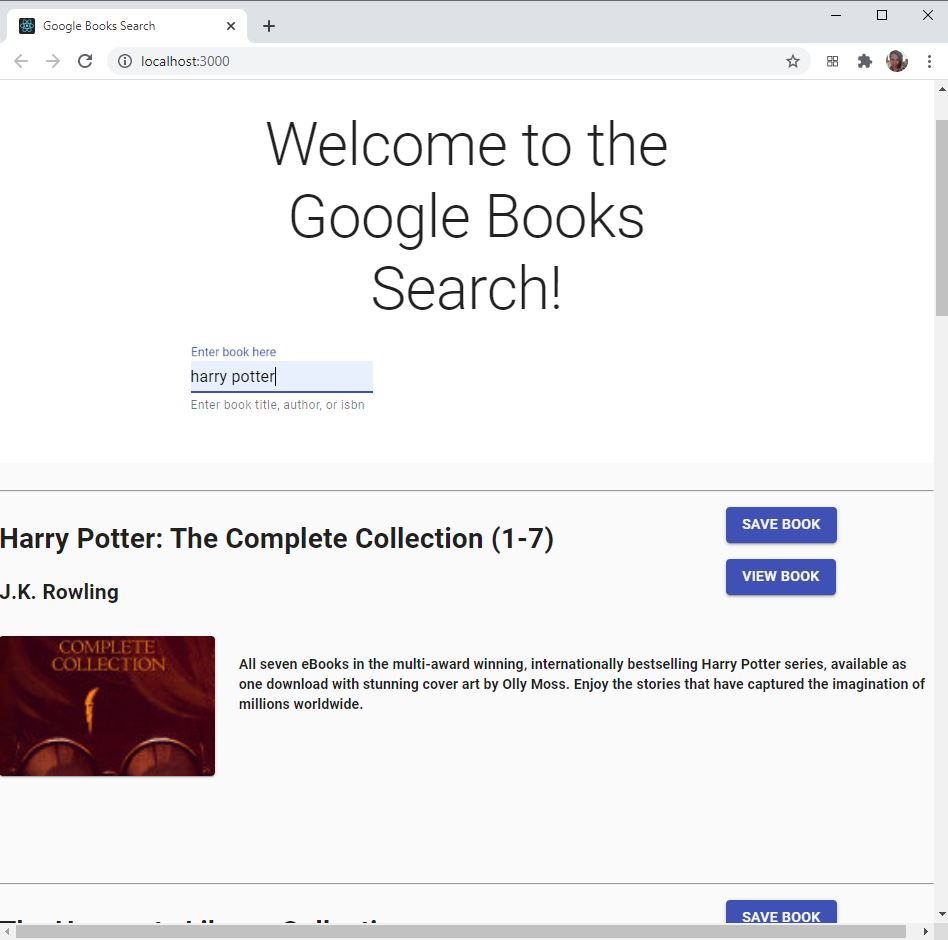 Google Books Search
localhost:3000
Welcome to the
Google Books
Search!
Enter book here
harry potter
Enter book title, author, or isbn
Harry Potter: The Complete Collection (1-7)
SAVE BOOK
VIEW BOOK
J.K. Rowling
COMPLETE
COLLECTION
All seven eBooks in the multi-award winning, internationally bestselling Harry Potter series, available as
one download with stunning cover art by Olly Moss. Enjoy the stories that have captured the imagination of
millions worldwide.
SAVE BOOK